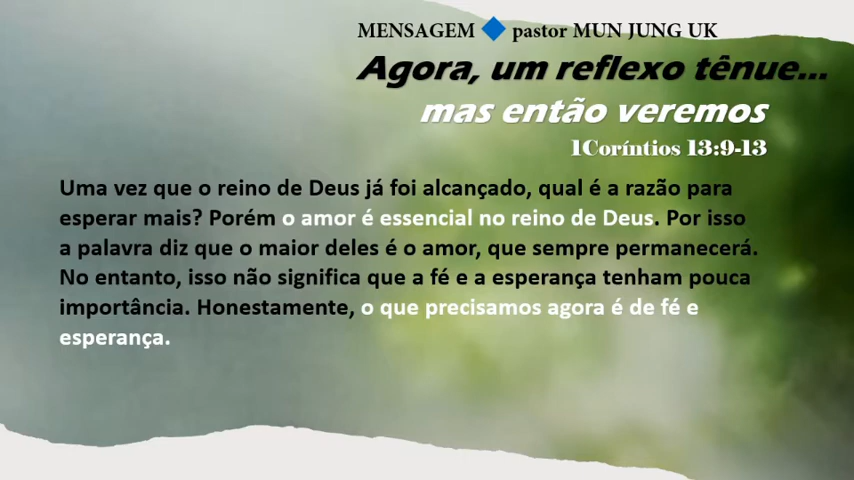 MENSAGEM 🔷 pastor MUN JUNG UK
Agora, um reflexo tênue...
mas então veremos
1Coríntios 13:9-13
Uma vez que o reino de Deus já foi alcançado, qual é a razão para
esperar mais? Porém o amor é essencial no reino de Deus. Por isso
a palavra diz que o maior deles é o amor, que sempre permanecerá.
No entanto, isso não significa que a fé e a esperança tenham pouca
importância. Honestamente, o que precisamos agora é de fé e
esperança.